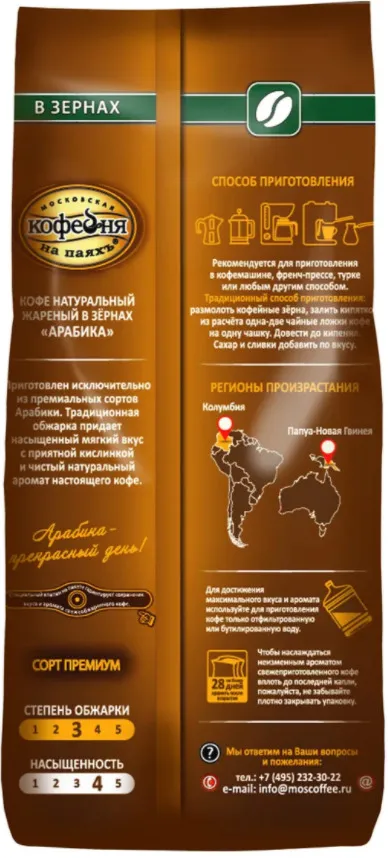 В ЗЕРНАХ
МОСКОВСКАЯ
кофейня
на паяхъ
КОФЕ НАТУРАЛЬНЫЙ
ЖАРЕНЫЙ В ЗЁРНАХ
«АРАБИКА»
Приготовлен исключительно
из премиальных сортов
Арабики. Традиционная
обжарка придает
насыщенный мягкий вкус
с приятной кислинкой
и чистый натуральный
аромат настоящего кофе.
Арабика-
прекрасный день!
СОРТ ПРЕМИУМ
СТЕПЕНЬ ОБЖАРКИ
1 2 3 4 5
НАСЫЩЕННОСТЬ
1 2 3 4 5
СПОСОБ ПРИГОТОВЛЕНИЯ
Рекомендуется для приготовления
в кофемашине, френч-прессе, турке
или любым другим способом.
Традиционный способ приготовления:
размолоть кофейные зёрна, залить кипятком
из расчёта одна-две чайные ложки кофе
на одну чашку. Довести до кипения.
Сахар и сливки добавить по вкусу.
РЕГИОНЫ ПРОИЗРАСТАНИЯ
Колумбия
Папуа-Новая Гвинея
Для достижения
максимального вкуса и аромата
используйте для приготовления
кофе только отфильтрованную
или бутилированную воду.
28 дней
Чтобы наслаждаться
неизменным ароматом
свежеприготовленного кофе
вплоть до последней капли,
пожалуйста, не забывайте
плотно закрывать упаковку.
?
Мы ответим на Ваши вопросы
и пожелания:
тел.: +7 (495) 232-30-22
e-mail: info@moscoffee.ru
@